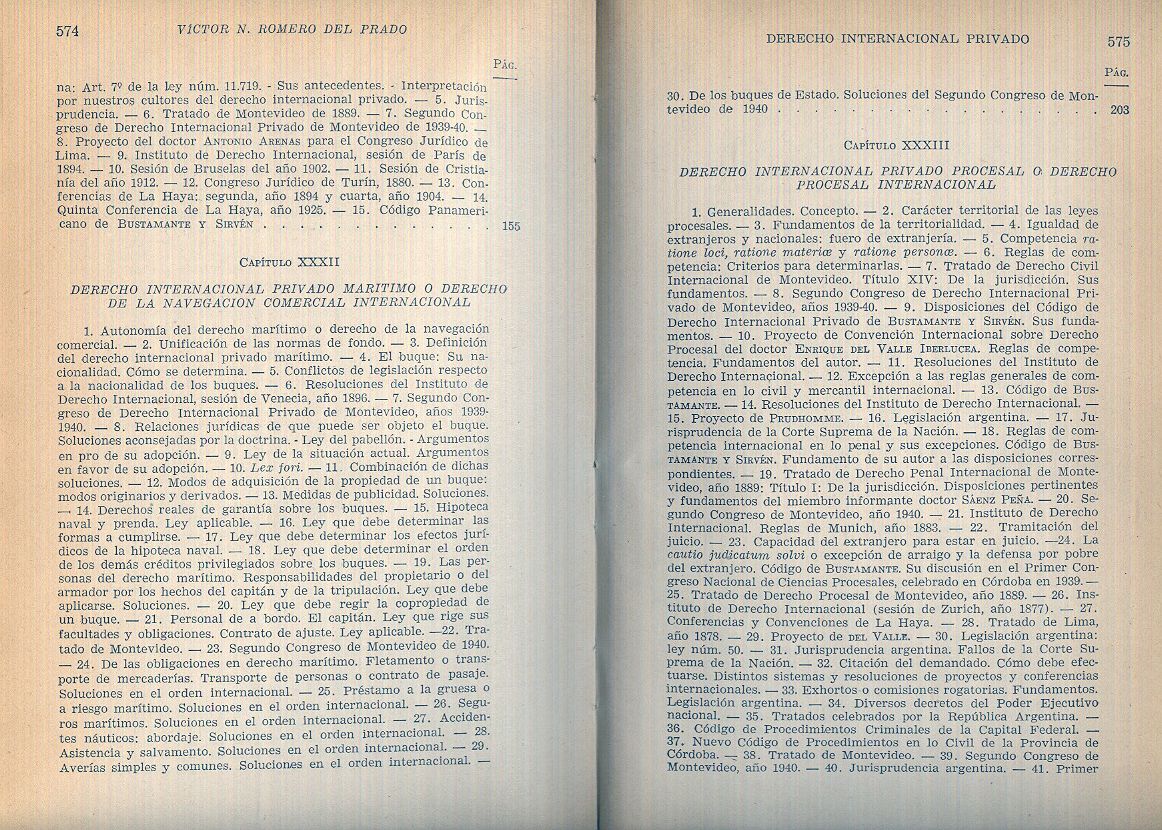 574 VÍCTOR N. ROMERO DEL PRADO
PÁG.
na: Art. 7º de la ley núm. 11.719. - Sus antecedentes. - Interpretación
por nuestros cultores del derecho internacional privado. — 5. Juris-
prudencia. — 6. Tratado de Montevideo de 1889. — 7. Segundo Con-
greso de Derecho Internacional Privado de Montevideo de 1939-40. —
8. Proyecto del doctor ANTONIO ARENAS para el Congreso Jurídico de
Lima. — 9. Instituto de Derecho Internacional, sesión de París de
1894. — 10. Sesión de Bruselas del año 1902. — 11. Sesión de Cristia-
nía del año 1912. — 12. Congreso Jurídico de Turín, 1880. — 13. Con-
ferencias de La Haya: segunda, año 1894 y cuarta, año 1904. — 14.
Quinta Conferencia de La Haya, año 1925. — 15. Código Panameri-
cano de BUSTAMANTE Y SIRVÉN . . . . . . . . . . . . . 155
CAPÍTULO XXXII
DERECHO INTERNACIONAL PRIVADO MARITIMO O DERECHO
DE LA NAVEGACION COMERCIAL INTERNACIONAL
1. Autonomía del derecho marítimo o derecho de la navegación
comercial. — 2. Unificación de las normas de fondo. — 3. Definición
del derecho internacional privado marítimo. — 4. El buque: Su na-
cionalidad. Cómo se determina. — 5. Conflictos de legislación respecto
a la nacionalidad de los buques. — 6. Resoluciones del Instituto de
Derecho Internacional, sesión de Venecia, año 1896. — 7. Segundo Con-
greso de Derecho Internacional Privado de Montevideo, años 1939-
1940. — 8. Relaciones jurídicas de que puede ser objeto el buque.
Soluciones aconsejadas por la doctrina. - Ley del pabellón. - Argumentos
en pro de su adopción. — 9. Ley de la situación actual. Argumentos
en favor de su adopción. — 10. Lex fori. — 11. Combinación de dichas
soluciones. — 12. Modos de adquisición de la propiedad de un buque:
modos originarios y derivados. — 13. Medidas de publicidad. Soluciones.
— 14. Derechos reales de garantía sobre los buques. — 15. Hipoteca
naval y prenda. Ley aplicable. — 16. Ley que debe determinar las
formas a cumplirse. — 17. Ley que debe determinar los efectos jurí-
dicos de la hipoteca naval. — 18. Ley que debe determinar el orden
de los demás créditos privilegiados sobre los buques. — 19. Las per-
sonas del derecho marítimo. Responsabilidades del propietario o del
armador por los hechos del capitán y de la tripulación. Ley que debe
aplicarse. Soluciones. — 20. Ley que debe regir la copropiedad de
un buque. — 21. Personal de a bordo. El capitán. Ley que rige sus
facultades y obligaciones. Contrato de ajuste. Ley aplicable. —22. Tra-
tado de Montevideo. — 23. Segundo Congreso de Montevideo de 1940.
— 24. De las obligaciones en derecho marítimo. Fletamento o trans-
porte de mercaderías. Transporte de personas o contrato de pasaje.
Soluciones en el orden internacional. — 25. Préstamo a la gruesa o
a riesgo marítimo. Soluciones en el orden internacional. — 26. Segu-
ros marítimos. Soluciones en el orden internacional. — 27. Acciden-
tes náuticos: abordaje. Soluciones en el orden internacional. — 28.
Asistencia y salvamento. Soluciones en el orden internacional. — 29.
Averías simples y comunes. Soluciones en el orden internacional. —
DERECHO INTERNACIONAL PRIVADO 575
PÁG.
30. De los buques de Estado. Soluciones del Segundo Congreso de Mon-
tevideo de 1940 . . . . . . . . . . . . . . . . . . 203
CAPÍTULO XXXIII
DERECHO INTERNACIONAL PRIVADO PROCESAL O DERECHO
PROCESAL INTERNACIONAL
1. Generalidades. Concepto. — 2. Carácter territorial de las leyes
procesales. — 3. Fundamentos de la territorialidad. — 4. Igualdad de
extranjeros y nacionales: fuero de extranjería. — 5. Competencia ra-
tione loci, ratione materiæ y ratione personæ. — 6. Reglas de com-
petencia: Criterios para determinarlas. — 7. Tratado de Derecho Civil
Internacional de Montevideo. Título XIV: De la jurisdicción. Sus
fundamentos. — 8. Segundo Congreso de Derecho Internacional Pri-
vado de Montevideo, años 1939-40. — 9. Disposiciones del Código de
Derecho Internacional Privado de BUSTAMANTE Y SIRVÉN. Sus funda-
mentos. — 10. Proyecto de Convención Internacional sobre Derecho
Procesal del doctor ENRIQUE DEL VALLE IBERLUCEA. Reglas de compe-
tencia. Fundamentos del autor. — 11. Resoluciones del Instituto de
Derecho Internacional. — 12. Excepción a las reglas generales de com-
petencia en lo civil y mercantil internacional. — 13. Código de BUS-
TAMANTE. — 14. Resoluciones del Instituto de Derecho Internacional. —
15. Proyecto de PRUDHOMME. — 16. Legislación argentina. — 17. Ju-
risprudencia de la Corte Suprema de la Nación. — 18. Reglas de com-
petencia internacional en lo penal y sus excepciones. Código de BUS-
TAMANTE Y SIRVÉN. Fundamento de su autor a las disposiciones corres-
pondientes. — 19. Tratado de Derecho Penal Internacional de Monte-
video, año 1889: Título I: De la jurisdicción. Disposiciones pertinentes
y fundamentos del miembro informante doctor SÁENZ PEÑA. — 20. Se-
gundo Congreso de Montevideo, año 1940. — 21. Instituto de Derecho
Internacional. Reglas de Munich, año 1883. — 22. Tramitación del
juicio. — 23. Capacidad del extranjero para estar en juicio. —24. La
cautio judicatum solvi o excepción de arraigo y la defensa por pobre
del extranjero. Código de BUSTAMANTE. Su discusión en el Primer Con-
greso Nacional de Ciencias Procesales, celebrado en Córdoba en 1939.—
25. Tratado de Derecho Procesal de Montevideo, año 1889. — 26. Ins-
tituto de Derecho Internacional (sesión de Zurich, año 1877). — 27.
Conferencias y Convenciones de La Haya. — 28. Tratado de Lima,
año 1878. — 29. Proyecto de DEL VALLE. — 30. Legislación argentina:
ley núm. 50. — 31. Jurisprudencia argentina. Fallos de la Corte Su-
prema de la Nación. — 32. Citación del demandado. Cómo debe efec-
tuarse. Distintos sistemas y resoluciones de proyectos y conferencias
internacionales. — 33. Exhortos o comisiones rogatorias. Fundamentos.
Legislación argentina. — 34. Diversos decretos del Poder Ejecutivo
nacional. — 35. Tratados celebrados por la República Argentina. —
36. Código de Procedimientos Criminales de la Capital Federal. —
37. Nuevo Código de Procedimientos en lo Civil de la Provincia de
Córdoba. — 38. Tratado de Montevideo. — 39. Segundo Congreso de
Montevideo, año 1940. — 40. Jurisprudencia argentina. — 41. Primer